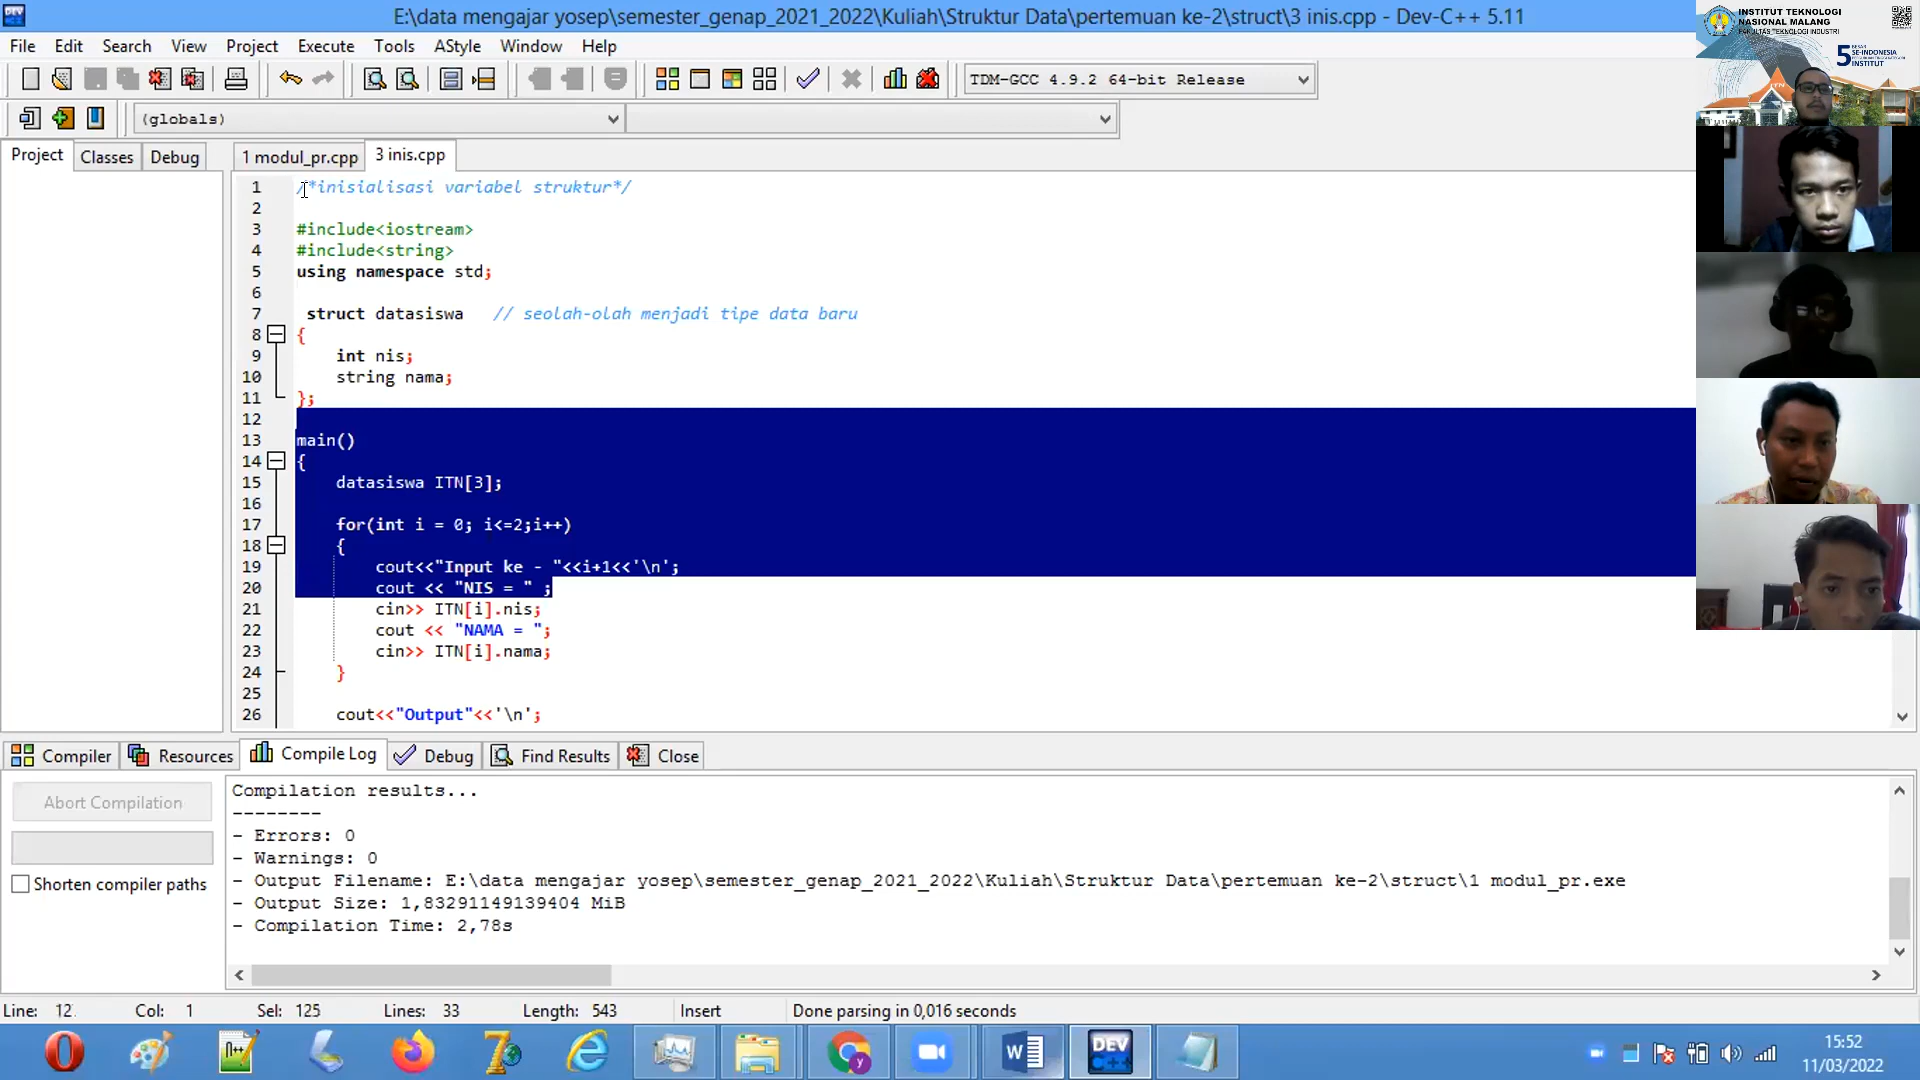 E:\data mengajar yosep\semester_genap_2021_2022\Kuliah\Struktur Data\pertemuan ke-2\struct\3 inis.cpp - Dev-C++ 5.11
File Edit Search View Project Execute Tools AStyle Window Help
TDM-GCC 4.9.2 64-bit Release
(globals)
Project Classes Debug
1 modul_pr.cpp 3 inis.cpp
1 /*inisialisasi variabel struktur*/
2
3 #include<iostream>
4 #include<string>
5 using namespace std;
6
7 struct datasiswa // seolah-olah menjadi tipe data baru
8 {
9 int nis;
10 string nama;
11 };
12
13 main()
14 {
15 datasiswa ITN[3];
16
17 for(int i = 0; i<=2;i++)
18 {
19 cout<<"Input ke - "<<i+1<<'\n';
20 cout << "NIS = " ;
21 cin>> ITN[i].nis;
22 cout << "NAMA = ";
23 cin>> ITN[i].nama;
24 }
25
26 cout<<"Output"<<'\n';
Compiler Resources Compile Log Debug Find Results Close
Abort Compilation
Shorten compiler paths
Compilation results...
--------
- Errors: 0
- Warnings: 0
- Output Filename: E:\data mengajar yosep\semester_genap_2021_2022\Kuliah\Struktur Data\pertemuan ke-2\struct\1 modul_pr.exe
- Output Size: 1,83291149139404 MiB
- Compilation Time: 2,78s
Line: 12 Col: 1 Sel: 125 Lines: 33 Length: 543 Insert Done parsing in 0,016 seconds
15:52
11/03/2022
INSTITUT TEKNOLOGI
NASIONAL MALANG
FAKULTAS TEKNOLOGI INDUSTRI
5 BESAR
SE-INDONESIA
INSTITUT